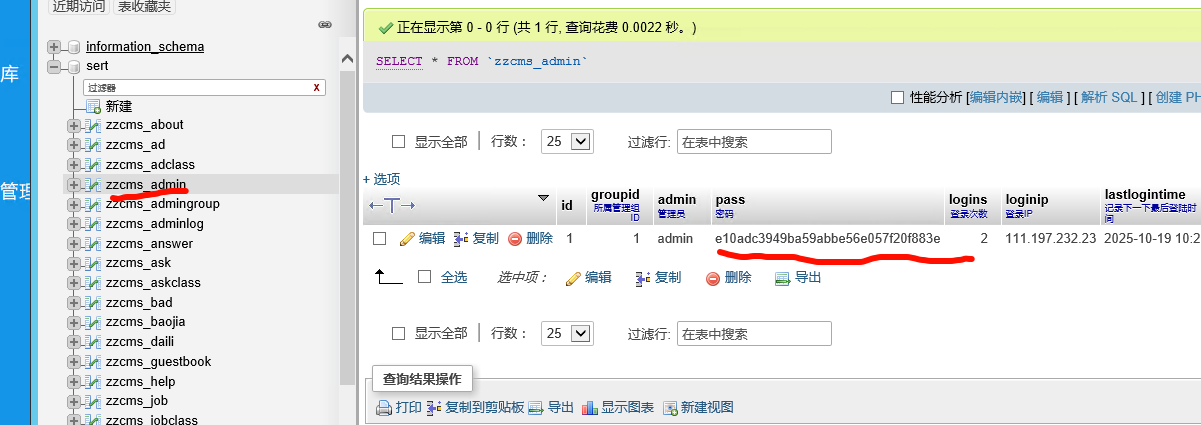 近期访问 表收藏夹
information_schema
sert
过滤器 X
新建
zzcms_about
zzcms_ad
zzcms_adclass
zzcms_admin
zzcms_admingroup
zzcms_adminlog
zzcms_answer
zzcms_ask
zzcms_askclass
zzcms_bad
zzcms_baojia
zzcms_daili
zzcms_guestbook
zzcms_help
zzcms_job
zzcms_jobclass
库
管理
正在显示第 0 - 0 行 (共 1 行, 查询花费 0.0022 秒。)
SELECT * FROM `zzcms_admin`
性能分析 [编辑内嵌] [ 编辑 ] [ 解析 SQL ] [ 创建 PH
显示全部 行数： 25 过滤行: 在表中搜索
+ 选项
←T→ id groupid 所属管理组ID admin 管理员 pass 密码 logins 登录次数 loginip 登录IP lastlogintime 记录下一下最后登陆时间
编辑 复制 删除 1 1 admin e10adc3949ba59abbe56e057f20f883e 2 111.197.232.23 2025-10-19 10:2
全选 选中项： 编辑 复制 删除 导出
显示全部 行数： 25 过滤行: 在表中搜索
查询结果操作
打印 复制到剪贴板 导出 显示图表 新建视图